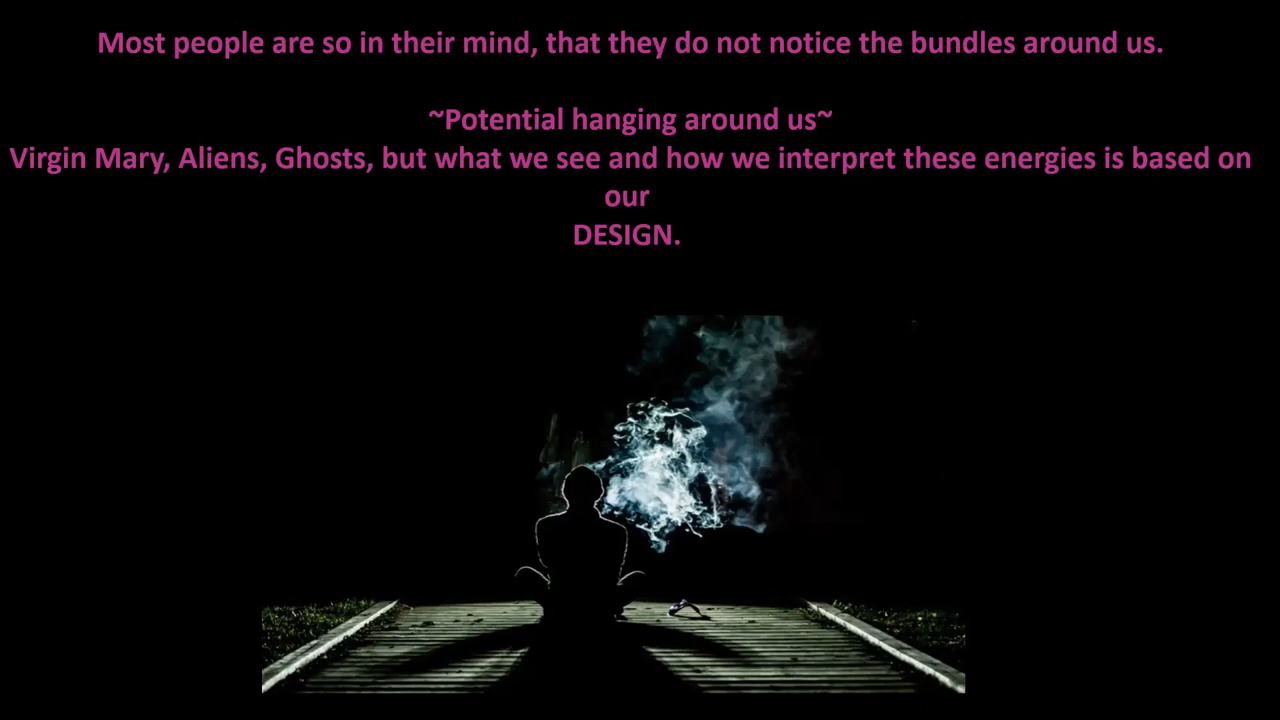 Most people are so in their mind, that they do not notice the bundles around us.
~Potential hanging around us~
Virgin Mary, Aliens, Ghosts, but what we see and how we interpret these energies is based on
our
DESIGN.